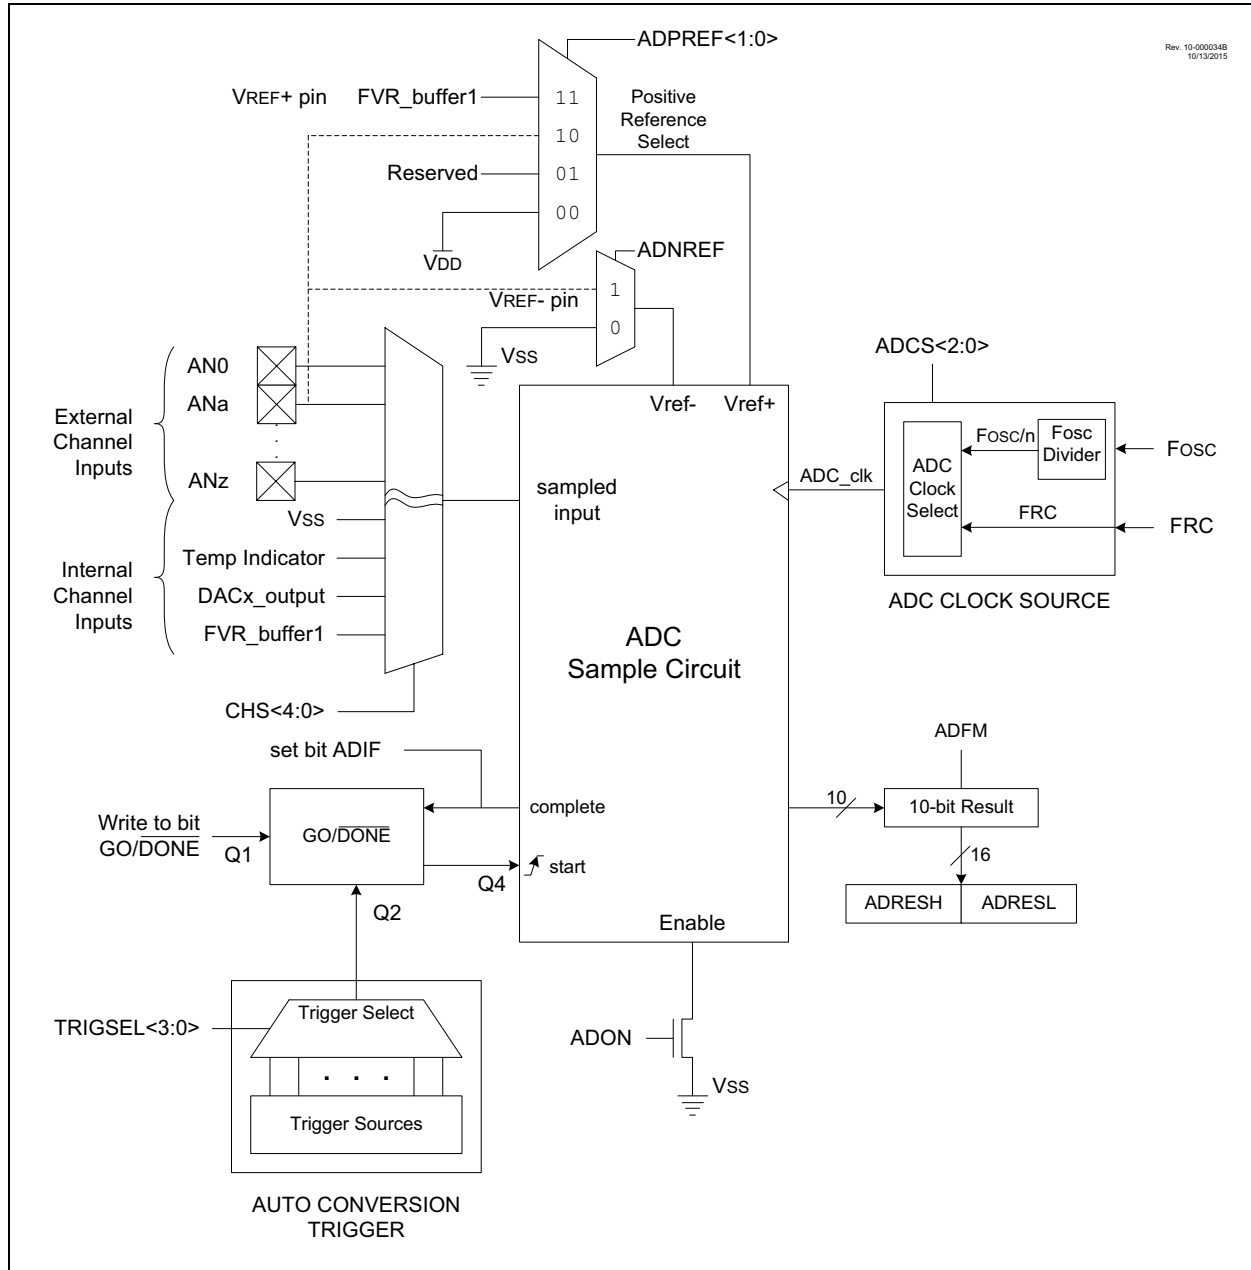 Rev. 10-000034B
10/13/2015
ADPREF<1:0>
VREF+ pin
FVR_buffer1
11
10
Reserved
01
00
VDD
Positive
Reference
Select
ADNREF
VREF- pin
1
0
VSS
External
Channel
Inputs
AN0
ANa
.
.
.
ANz
Internal
Channel
Inputs
VSS
Temp Indicator
DACx_output
FVR_buffer1
CHS<4:0>
Vref-
Vref+
sampled
input
ADC
Sample Circuit
complete
start
Enable
ADCS<2:0>
ADC_clk
ADC
Clock
Select
FOSC/n
Fosc
Divider
FOSC
FRC
FRC
ADC CLOCK SOURCE
set bit ADIF
Write to bit
GO/DONE
Q1
GO/DONE
Q4
Q2
ADFM
10
10-bit Result
16
ADRESH
ADRESL
ADON
VSS
TRIGSEL<3:0>
Trigger Select
. . .
Trigger Sources
AUTO CONVERSION
TRIGGER